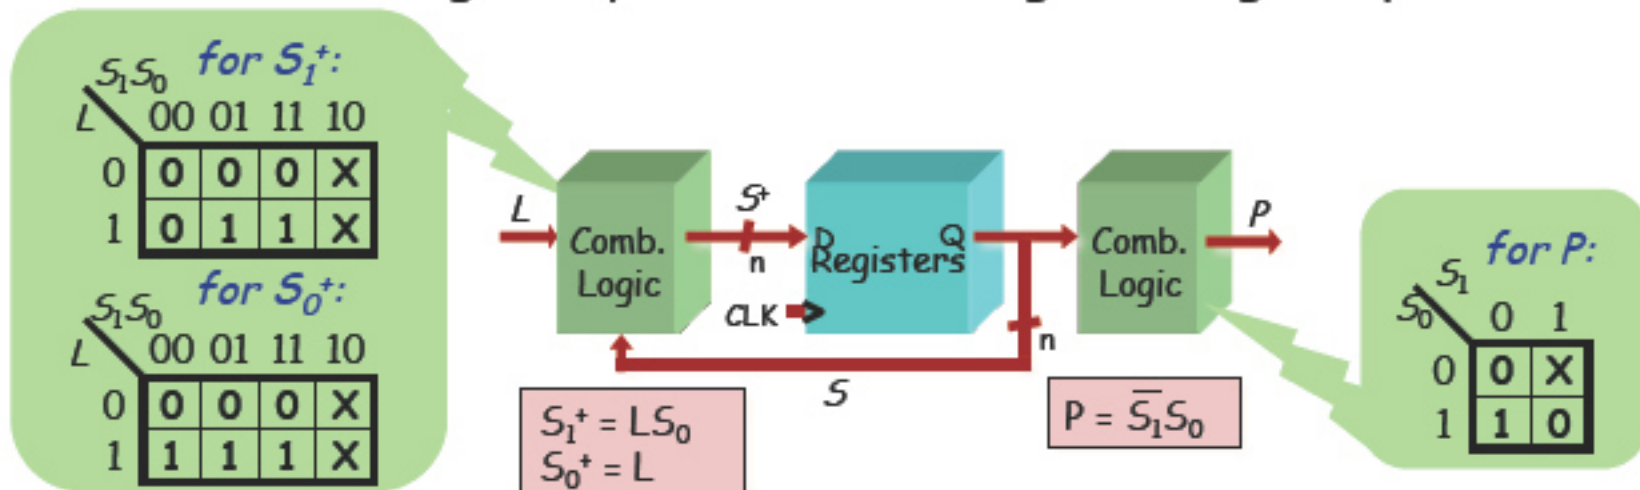 for S₁⁺:
S₁S₀
L 00 01 11 10
0 0 0 0 X
1 0 1 1 X
for S₀⁺:
S₁S₀
L 00 01 11 10
0 0 0 0 X
1 1 1 1 X
L
Comb.
Logic
S⁺
n
D Q
Registers
CLK
Comb.
Logic
P
n
S
S₁⁺ = LS₀
S₀⁺ = L
P = S̅₁S₀
for P:
S₁
S₀ 0 1
0 0 X
1 1 0